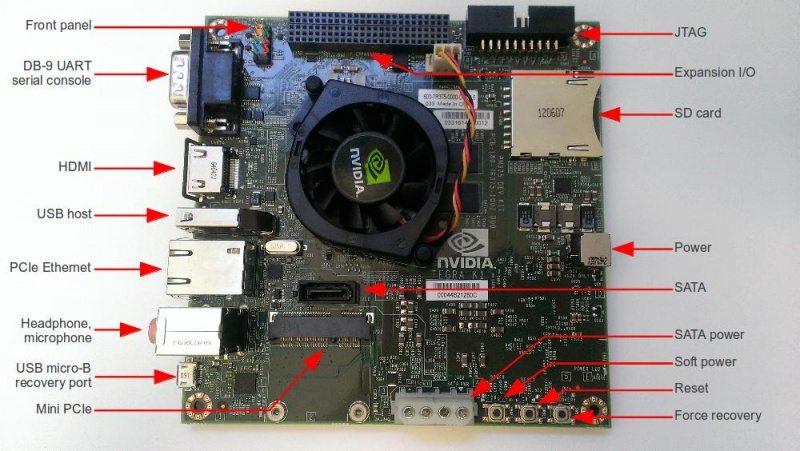 Front panel
JTAG
DB-9 UART
serial console
Expansion I/O
SD card
120607
HDMI
nVIDIA
USB host
Power
PCIe Ethernet
nVIDIA
TEGRA K1
SATA
00044B21260C
Headphone,
microphone
FOXCONN
SATA power
USB micro-B
recovery port
Soft power
Reset
Mini PCIe
Force recovery